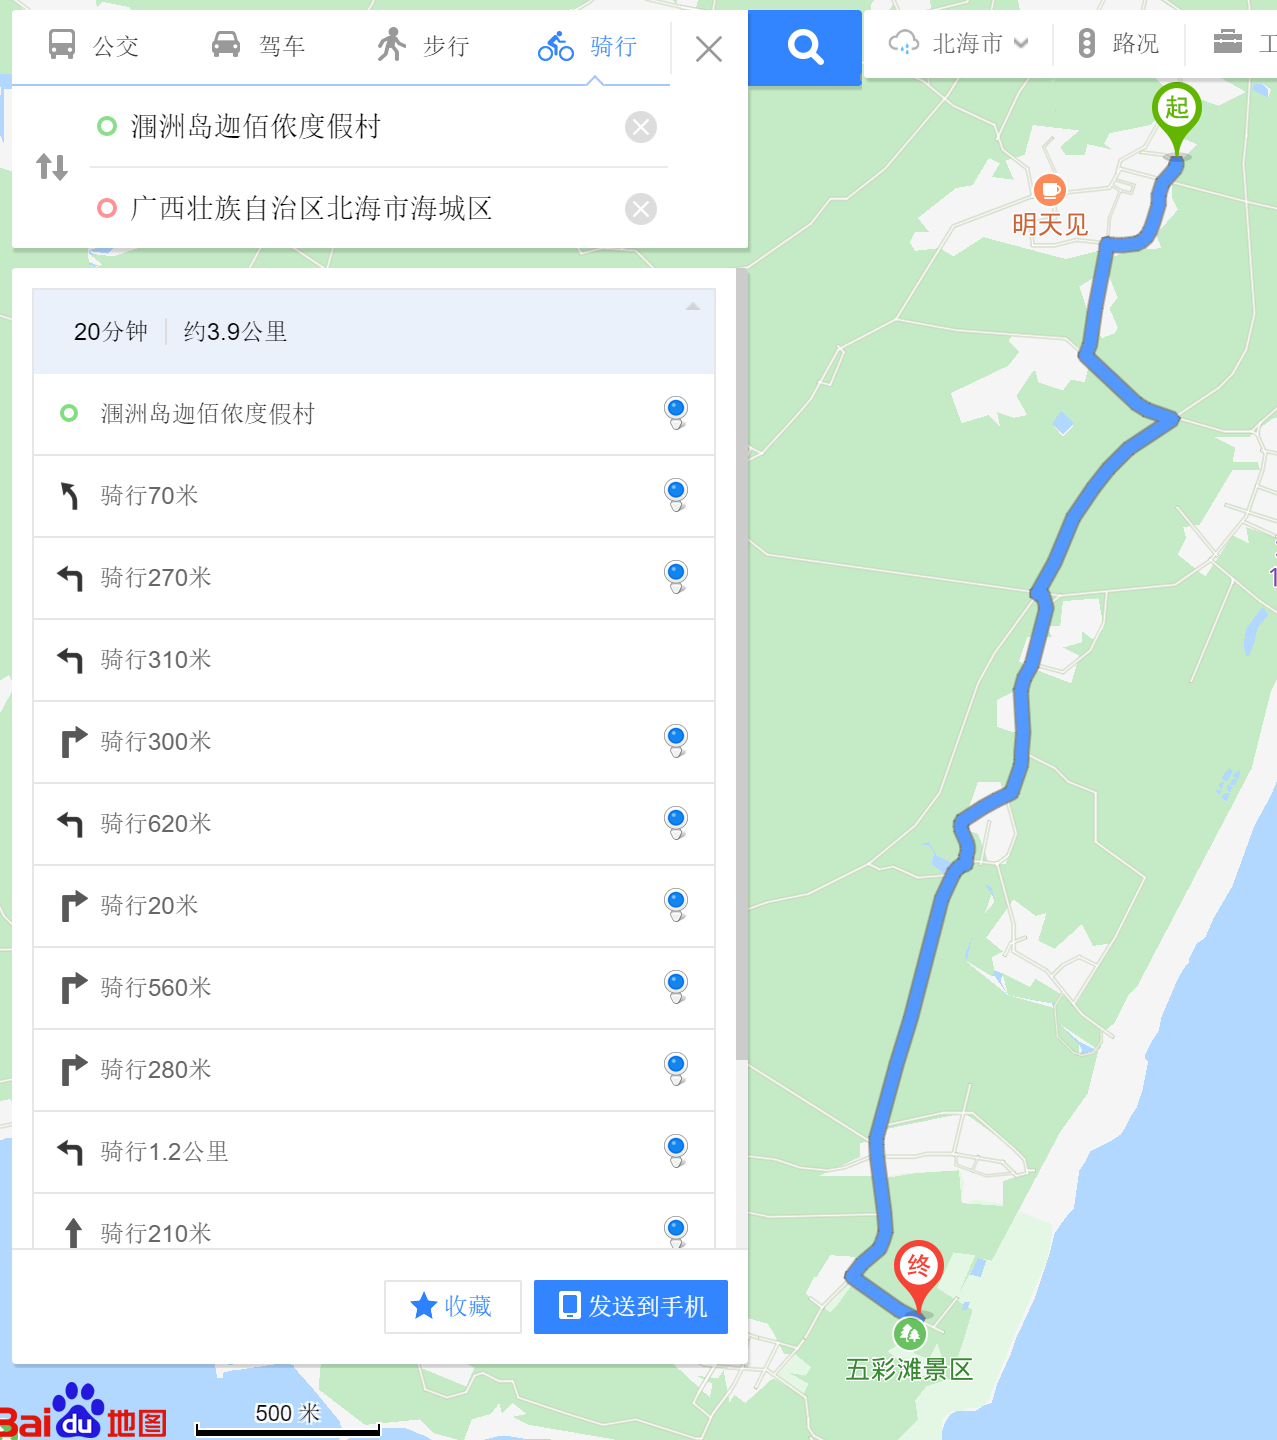 公交
驾车
步行
骑行
北海市
路况
工
涠洲岛迦佰侬度假村
广西壮族自治区北海市海城区
20分钟
约3.9公里
涠洲岛迦佰侬度假村
骑行70米
骑行270米
骑行310米
骑行300米
骑行620米
骑行20米
骑行560米
骑行280米
骑行1.2公里
骑行210米
收藏
发送到手机
起
明天见
终
五彩滩景区
Bai du 地图
500 米